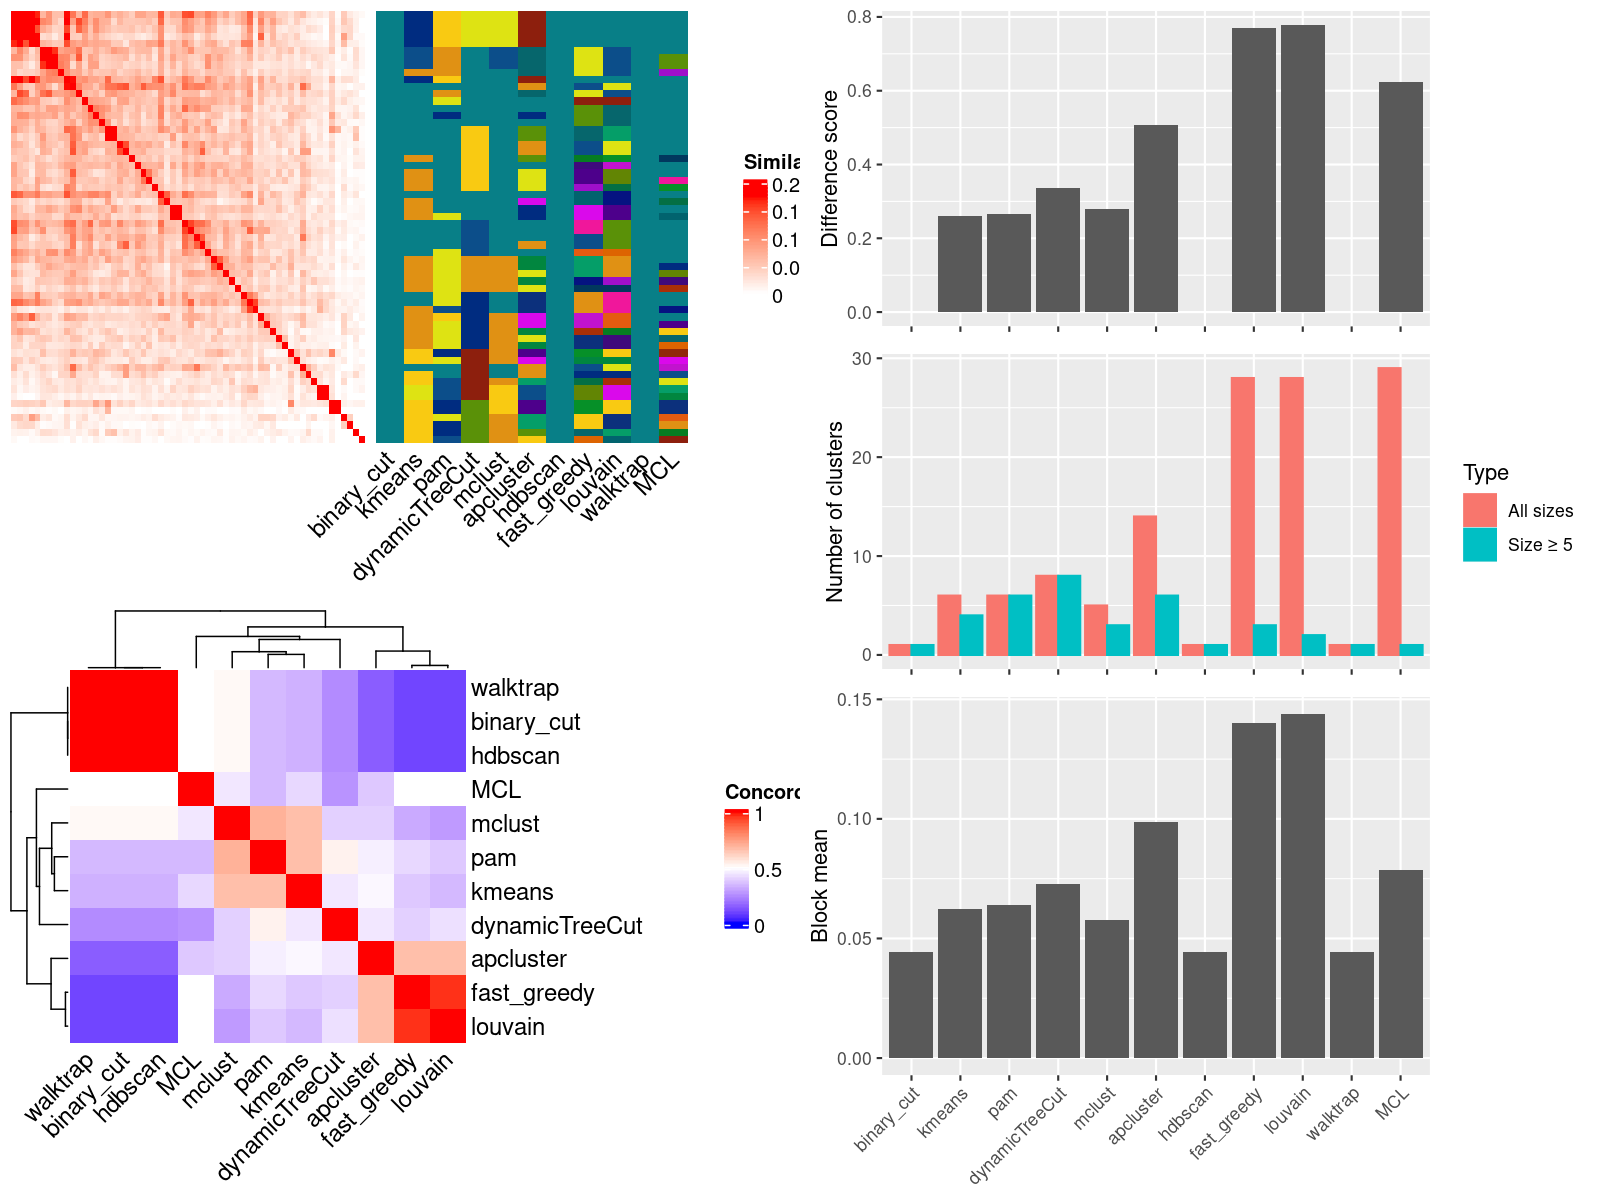 Simila
0.2
0.1
0.1
0.0
0
binary_cut
kmeans
pam
dynamicTreeCut
mclust
apcluster
hdbscan
fast_greedy
louvain
walktrap
MCL
walktrap
binary_cut
hdbscan
MCL
mclust
pam
kmeans
dynamicTreeCut
apcluster
fast_greedy
louvain
walktrap
binary_cut
hdbscan
MCL
mclust
pam
kmeans
dynamicTreeCut
apcluster
fast_greedy
louvain
Concorc
1
0.5
0
Difference score
0.8
0.6
0.4
0.2
0.0
Number of clusters
30
20
10
0
Type
All sizes
Size ≥ 5
Block mean
0.15
0.10
0.05
0.00
binary_cut
kmeans
pam
dynamicTreeCut
mclust
apcluster
hdbscan
fast_greedy
louvain
walktrap
MCL